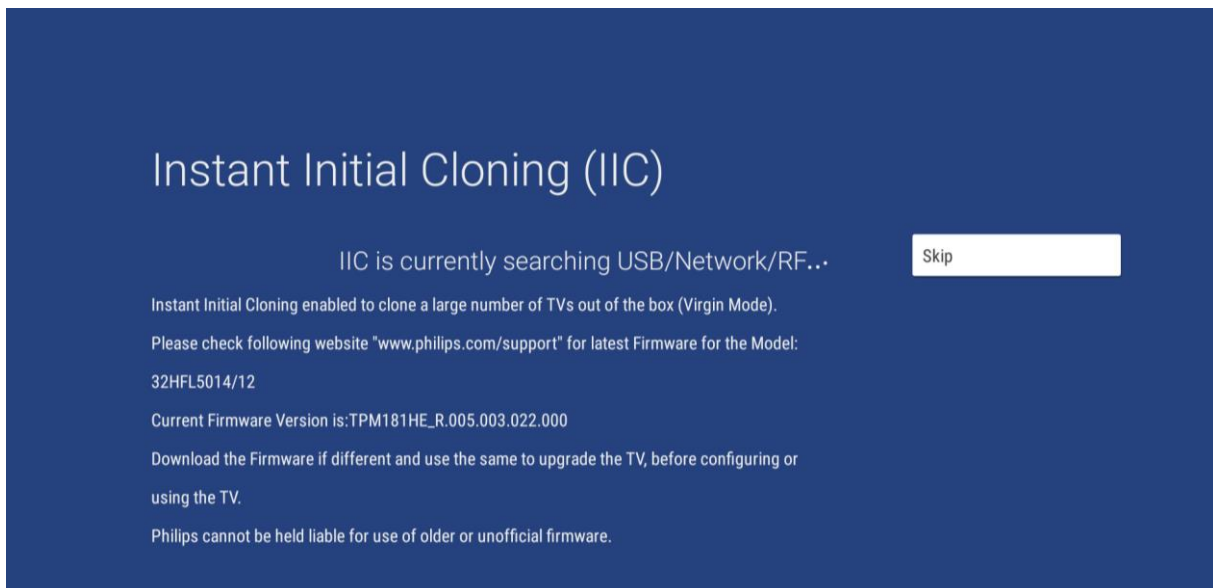 Instant Initial Cloning (IIC)
IIC is currently searching USB/Network/RF...
Skip
Instant Initial Cloning enabled to clone a large number of TVs out of the box (Virgin Mode).
Please check following website "www.philips.com/support" for latest Firmware for the Model:
32HFL5014/12
Current Firmware Version is:TPM181HE_R.005.003.022.000
Download the Firmware if different and use the same to upgrade the TV, before configuring or
using the TV.
Philips cannot be held liable for use of older or unofficial firmware.